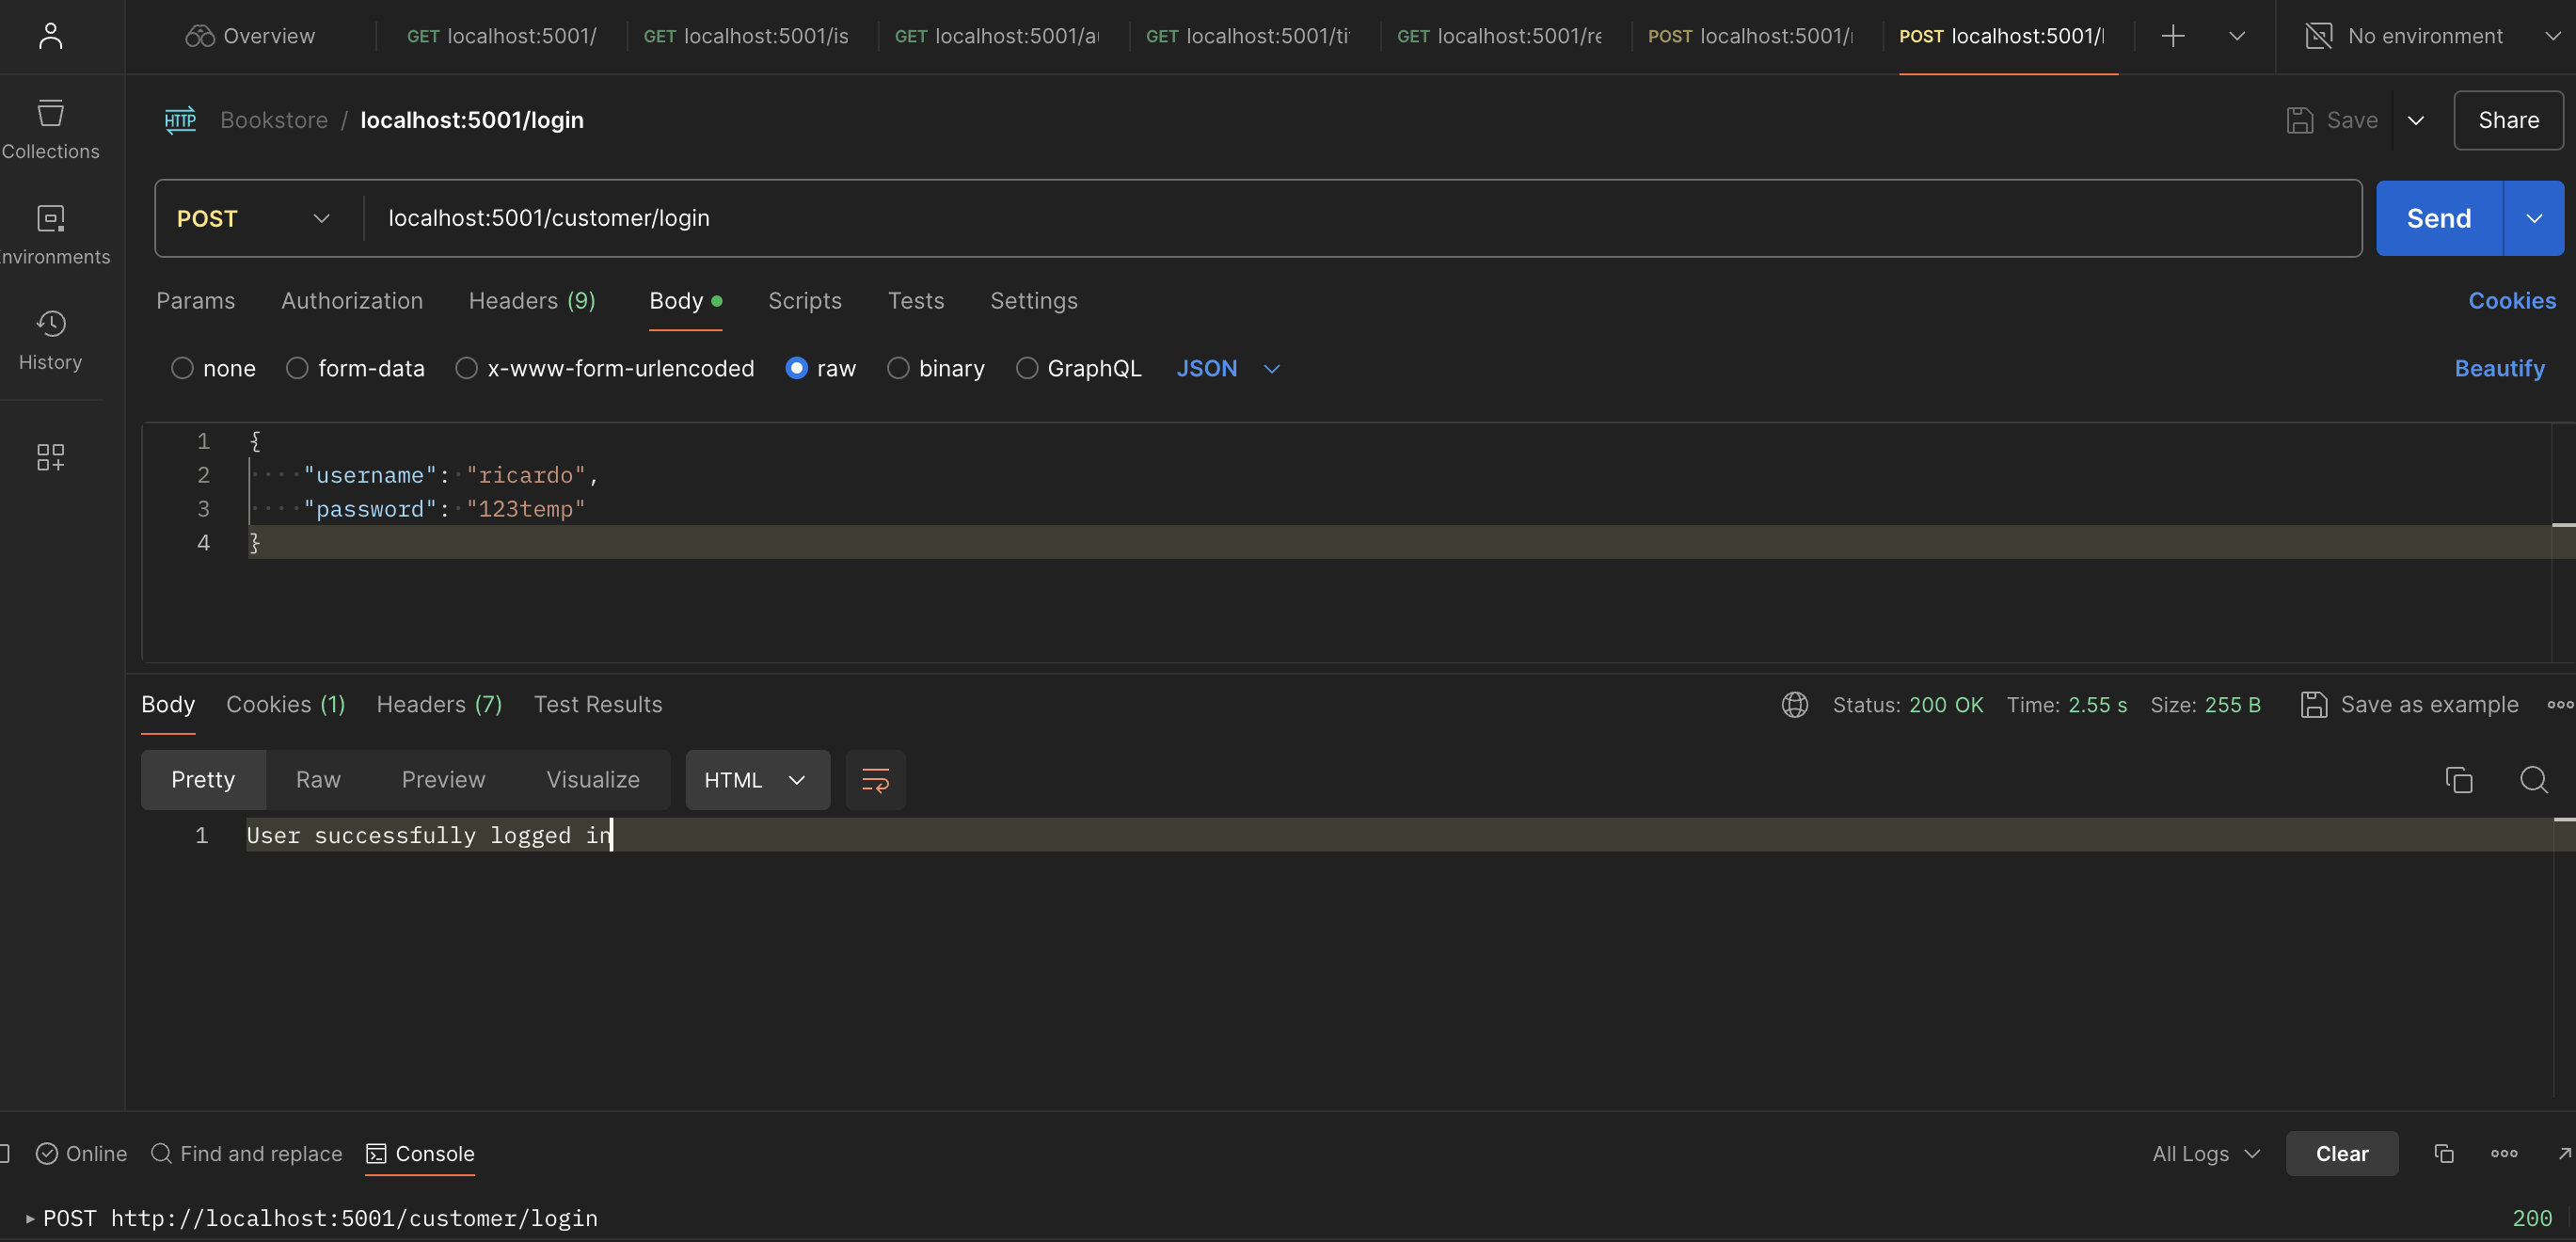 Overview
GET localhost:5001/
GET localhost:5001/is
GET localhost:5001/a
GET localhost:5001/ti
GET localhost:5001/re
POST localhost:5001/
POST localhost:5001/l
No environment
Collections
nvironments
History
HTTP
Bookstore / localhost:5001/login
Save
Share
POST
localhost:5001/customer/login
Send
Params
Authorization
Headers (9)
Body
Scripts
Tests
Settings
Cookies
none
form-data
x-www-form-urlencoded
raw
binary
GraphQL
JSON
Beautify
1 {
2 "username": "ricardo",
3 "password": "123temp"
4 }
Body
Cookies (1)
Headers (7)
Test Results
Status: 200 OK
Time: 2.55 s
Size: 255 B
Save as example
Pretty
Raw
Preview
Visualize
HTML
1 User successfully logged in
Online
Find and replace
Console
All Logs
Clear
POST http://localhost:5001/customer/login
200